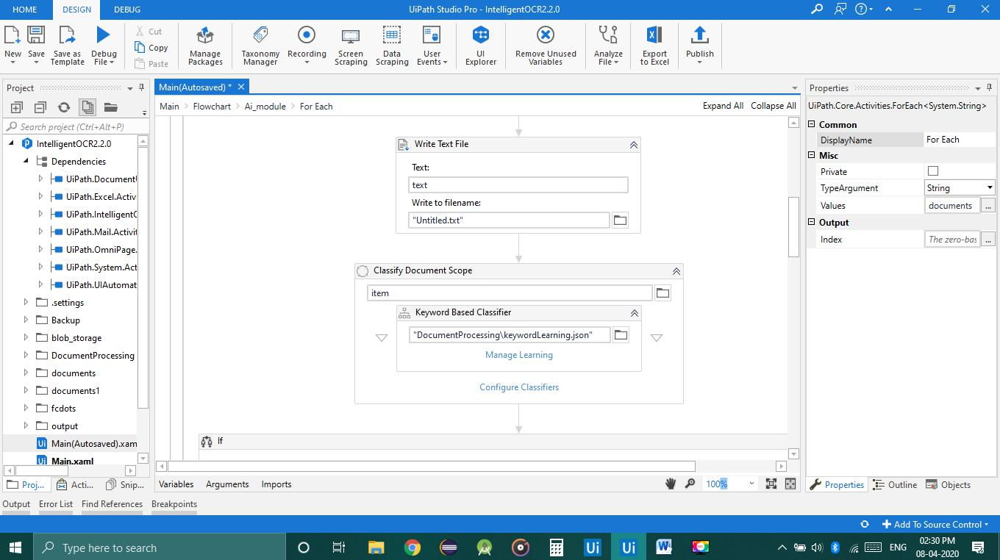 HOME DESIGN DEBUG UiPath Studio Pro - IntelligentOCR2.2.0
New Save Save as Template Debug File Cut Copy Paste Manage Packages Taxonomy Manager Recording Screen Scraping Data Scraping User Events UI Explorer Remove Unused Variables Analyze File Export to Excel Publish
Project
Search project (Ctrl+Alt+P)
IntelligentOCR2.2.0
Dependencies
UiPath.Document
UiPath.Excel.Activ
UiPath.Intelligent
UiPath.Mail.Activit
UiPath.OmniPage.
UiPath.System.Act
UiPath.UIAutomat
.settings
Backup
blob_storage
DocumentProcessing
documents
documents1
fcdots
output
Main(Autosaved).xam
Main.xaml
Proj... Acti... Snip...
Main(Autosaved) *
Main > Flowchart > Ai_module > For Each Expand All Collapse All
Write Text File
Text:
text
Write to filename:
"Untitled.txt"
Classify Document Scope
item
Keyword Based Classifier
"DocumentProcessing\keywordLearning.json"
Manage Learning
Configure Classifiers
If
Variables Arguments Imports 100%
Properties
UiPath.Core.Activities.ForEach<System.String>
Common
DisplayName For Each
Misc
Private
TypeArgument String
Values documents ...
Output
Index The zero-bas ...
Properties Outline Objects
Output Error List Find References Breakpoints
Add To Source Control
Type here to search ENG 02:30 PM
08-04-2020